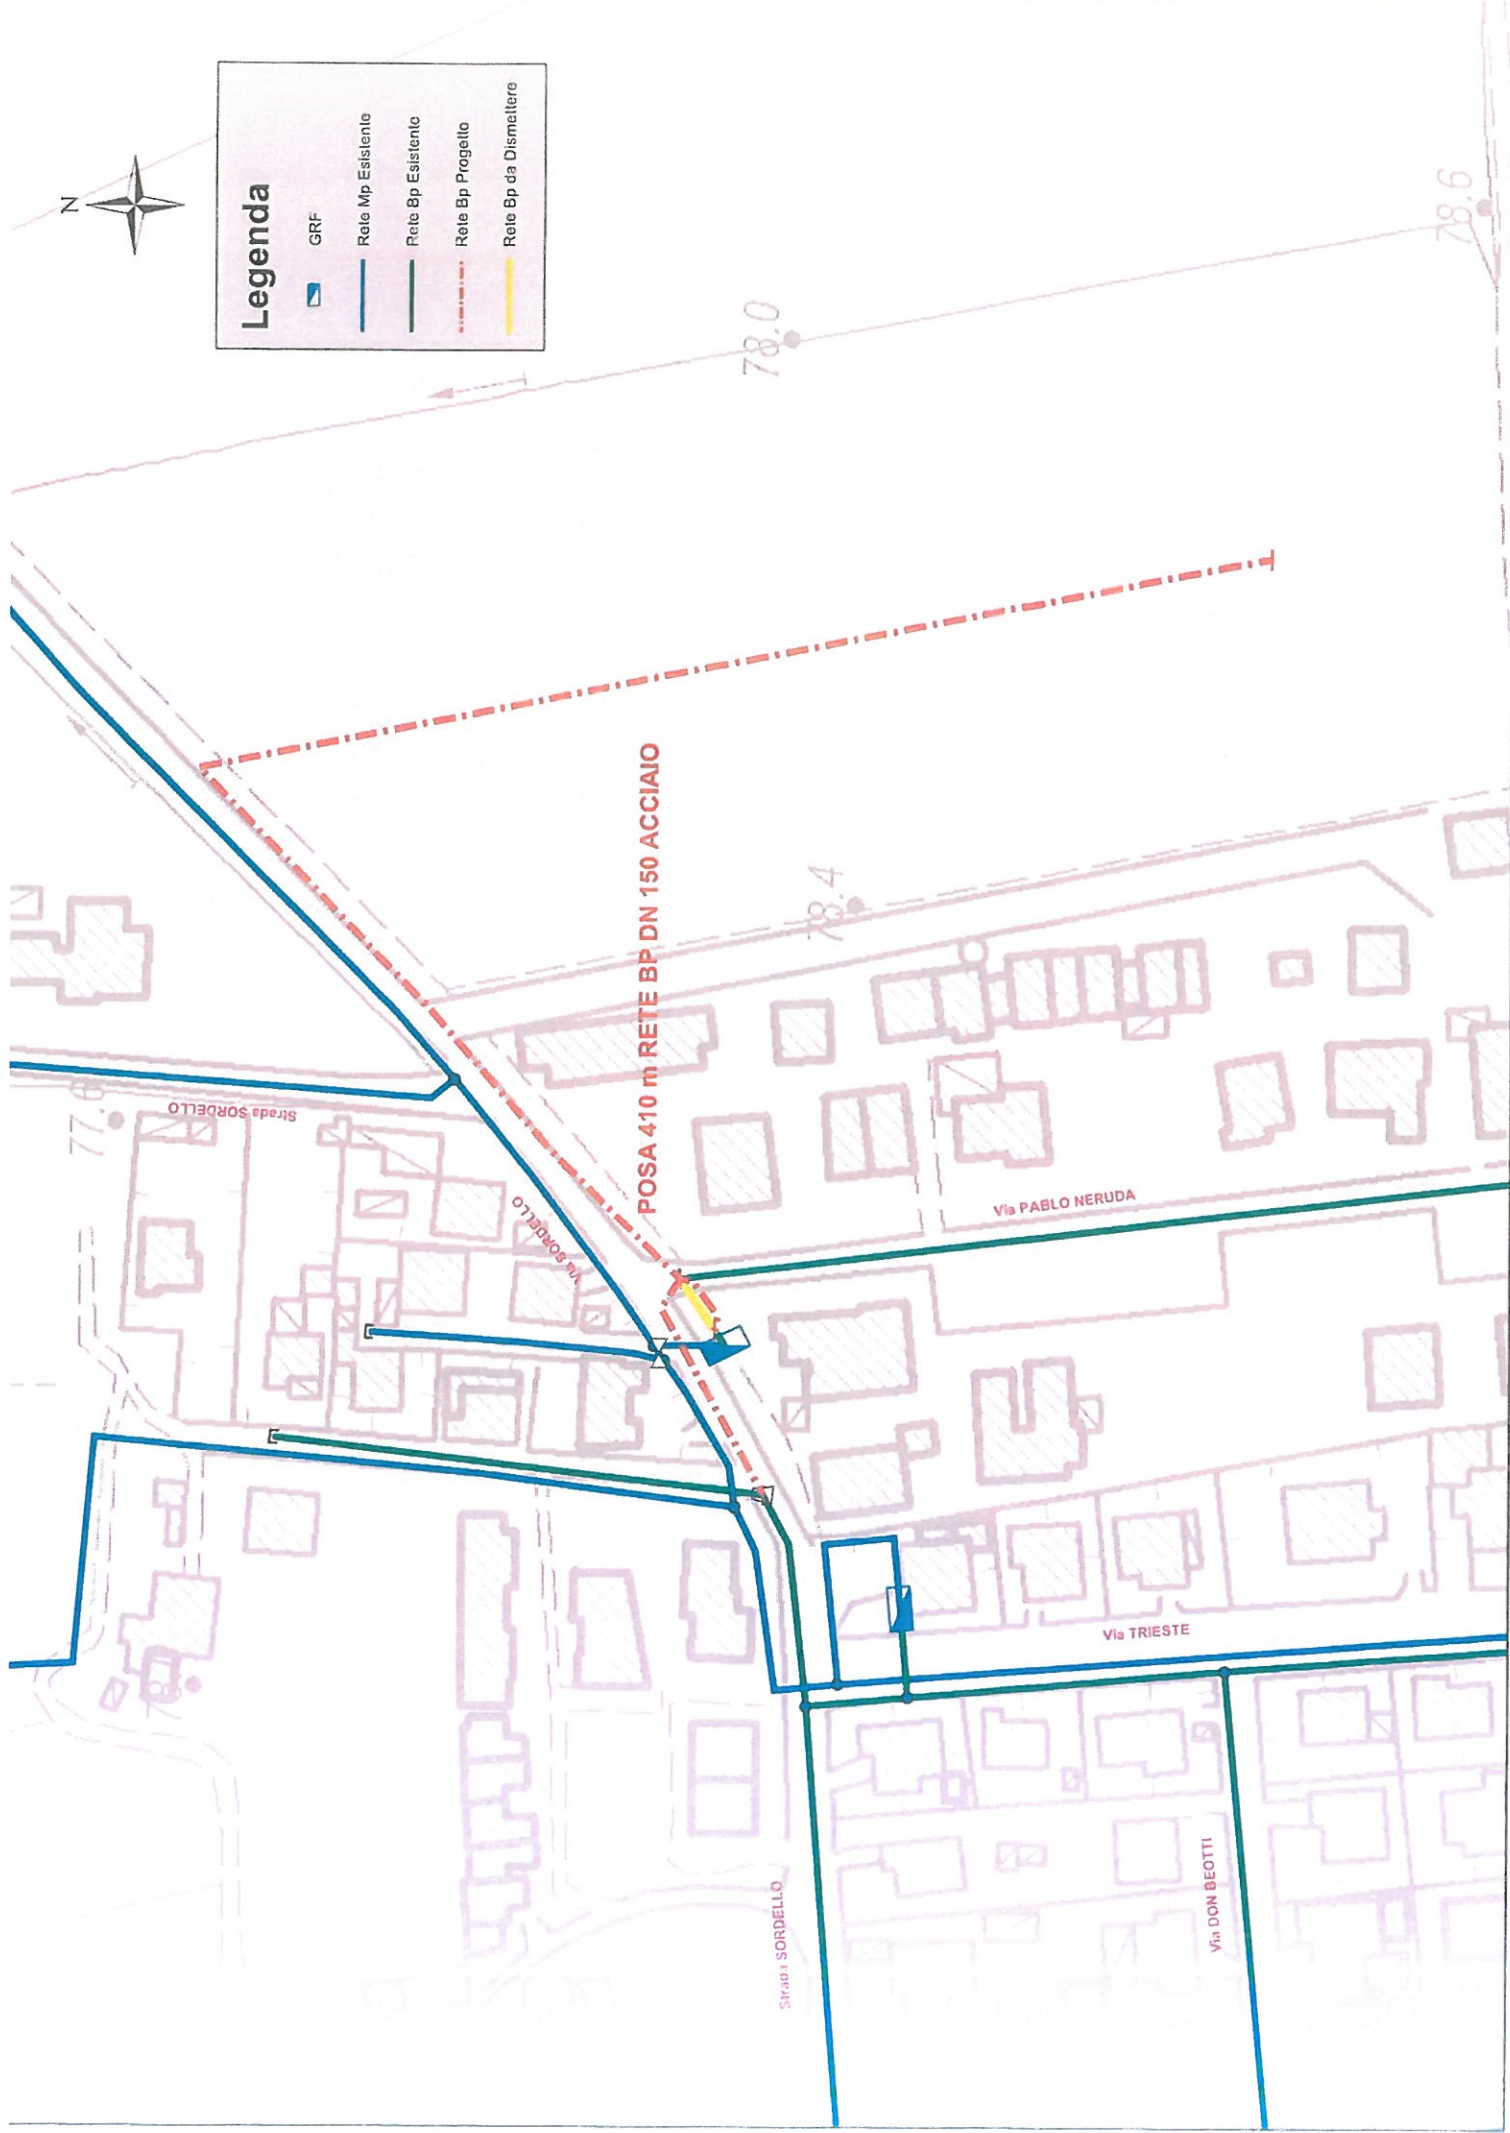 N
Legenda
GRF
Rete Mp Esistente
Rete Bp Esistente
Rete Bp Progetto
Rete Bp da Dismettere
78.6
78.0
78.4
77.6
POSA 410 m RETE BP DN 150 ACCIAIO
Strada SORDELLO
Via SORDELLO
Via PABLO NERUDA
Via TRIESTE
Strada SORDELLO
Via DON BEOTTI